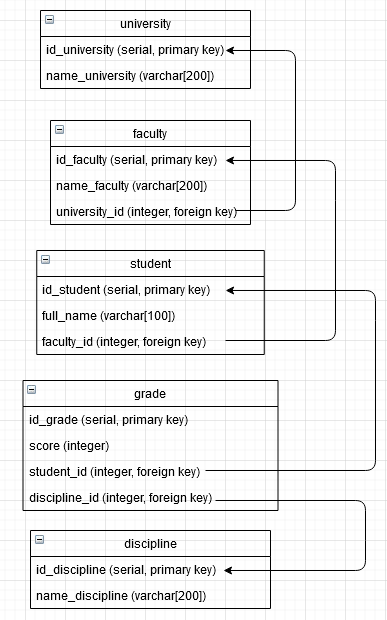 university
id_university (serial, primary key)
name_university (varchar[200])
faculty
id_faculty (serial, primary key)
name_faculty (varchar[200])
university_id (integer, foreign key)
student
id_student (serial, primary key)
full_name (varchar[100])
faculty_id (integer, foreign key)
grade
id_grade (serial, primary key)
score (integer)
student_id (integer, foreign key)
discipline_id (integer, foreign key)
discipline
id_discipline (serial, primary key)
name_discipline (varchar[200])